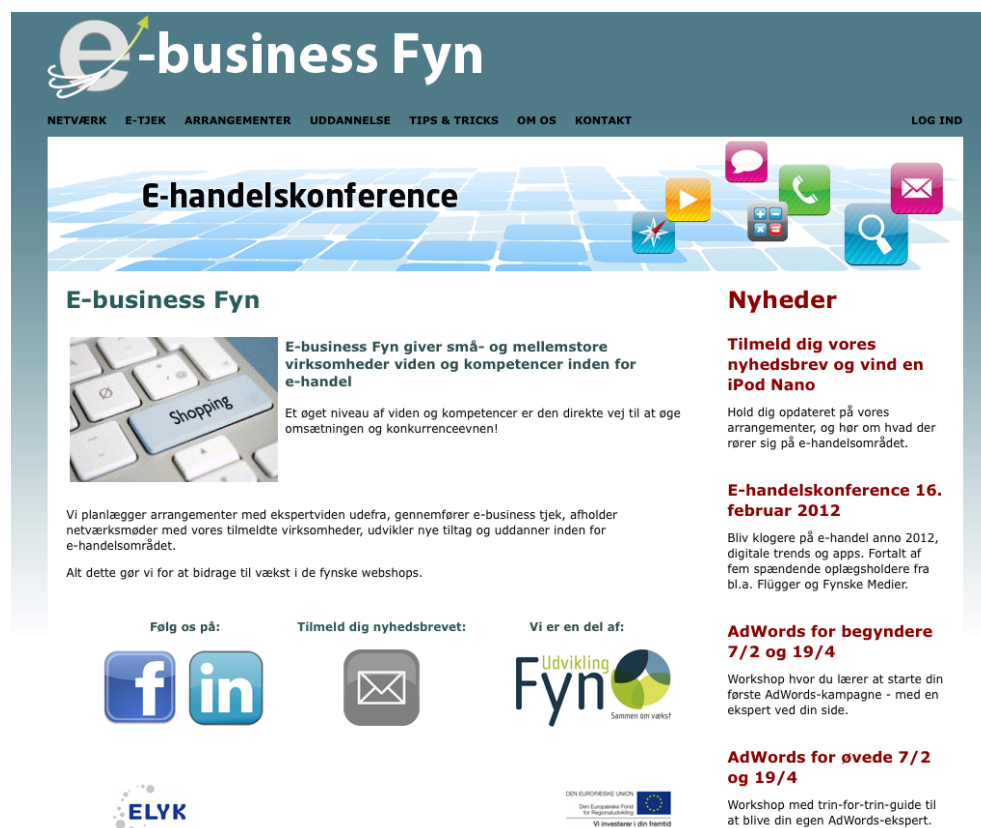 e-business Fyn
NETVÆRK E-TJEK ARRANGEMENTER UDDANNELSE TIPS & TRICKS OM OS KONTAKT LOG IND
E-handelskonference
E-business Fyn
Shopping
E-business Fyn giver små- og mellemstore
virksomheder viden og kompetencer inden for
e-handel
Et øget niveau af viden og kompetencer er den direkte vej til at øge
omsætningen og konkurrenceevnen!
Vi planlægger arrangementer med ekspertviden udefra, gennemfører e-business tjek, afholder
netværksmøder med vores tilmeldte virksomheder, udvikler nye tiltag og uddanner inden for
e-handelsområdet.
Alt dette gør vi for at bidrage til vækst i de fynske webshops.
Følg os på:
Tilmeld dig nyhedsbrevet:
Vi er en del af:
f
in
Udvikling
Fyn
Sammen om vækst
ELYK
DEN EUROPÆISKE UNION
Den Europæiske Fond
for Regionaludvikling
Vi investerer i din fremtid
Nyheder
Tilmeld dig vores
nyhedsbrev og vind en
iPod Nano
Hold dig opdateret på vores
arrangementer, og hør om hvad der
rører sig på e-handelsområdet.
E-handelskonference 16.
februar 2012
Bliv klogere på e-handel anno 2012,
digitale trends og apps. Fortalt af
fem spændende oplægsholdere fra
bl.a. Flügger og Fynske Medier.
AdWords for begyndere
7/2 og 19/4
Workshop hvor du lærer at starte din
første AdWords-kampagne - med en
ekspert ved din side.
AdWords for øvede 7/2
og 19/4
Workshop med trin-for-trin-guide til
at blive din egen AdWords-ekspert.